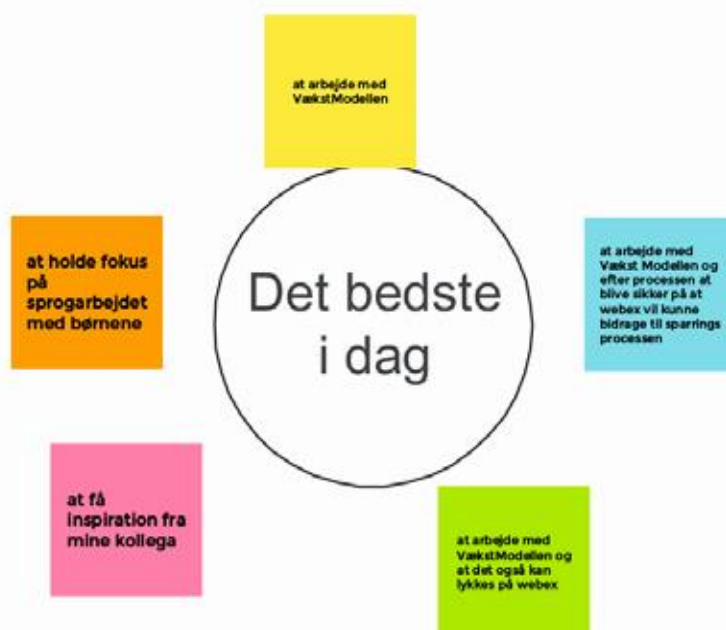 at arbejde med
VækstModellen
at holde fokus
på
sprogarbejdet
med børnene
Det bedste
i dag
at arbejde med
Vækst Modellen og
efter processen at
blive sikker på at
webex vil kunne
bidrage til sparrings
processen
at få
inspiration fra
mine kollega
at arbejde med
VækstModellen og
at det også kan
lykkes på webex